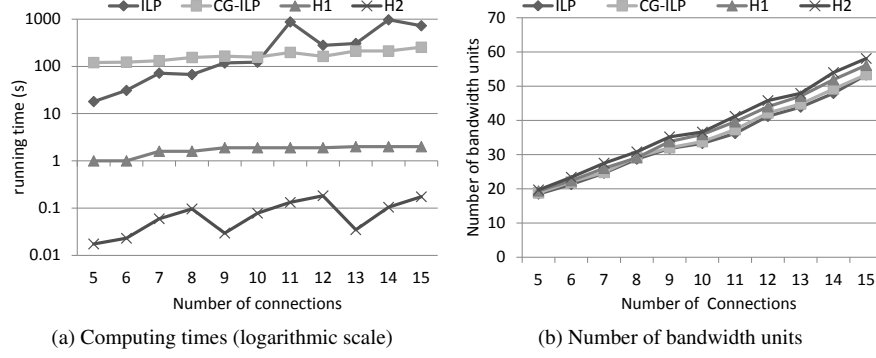 ILP CG-ILP H1 H2
1000
100
10
1
0.1
0.01
running time (s)
5 6 7 8 9 10 11 12 13 14 15
Number of connections
(a) Computing times (logarithmic scale)
ILP CG-ILP H1 H2
70
60
50
40
30
20
10
0
Number of bandwidth units
5 6 7 8 9 10 11 12 13 14 15
Number of Connections
(b) Number of bandwidth units